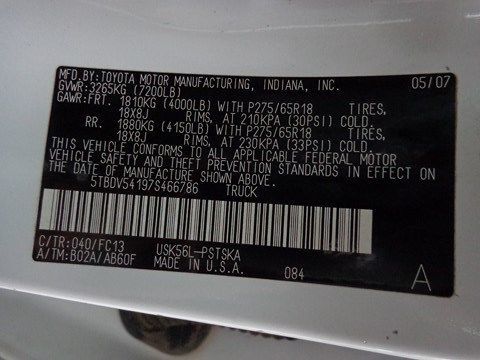 MFD. BY: TOYOTA MOTOR MANUFACTURING, INDIANA, INC. 05/07
GVWR: 3265KG (7200LB)
GAWR: FRT. 1810KG (4000LB) WITH P275/65R18 TIRES,
18X8J RIMS, AT 210KPA (30PSI) COLD.
RR. 1880KG (4150LB) WITH P275/65R18 TIRES,
18X8J RIMS, AT 230KPA (33PSI) COLD.
THIS VEHICLE CONFORMS TO ALL APPLICABLE FEDERAL MOTOR
VEHICLE SAFETY AND THEFT PREVENTION STANDARDS IN EFFECT ON
THE DATE OF MANUFACTURE SHOWN ABOVE.
5TBDV54197S466786 TRUCK
C/TR: 040/FC13 USK56L-PSTSKA
A/TM: B02A/AB60F MADE IN U.S.A. 084 A